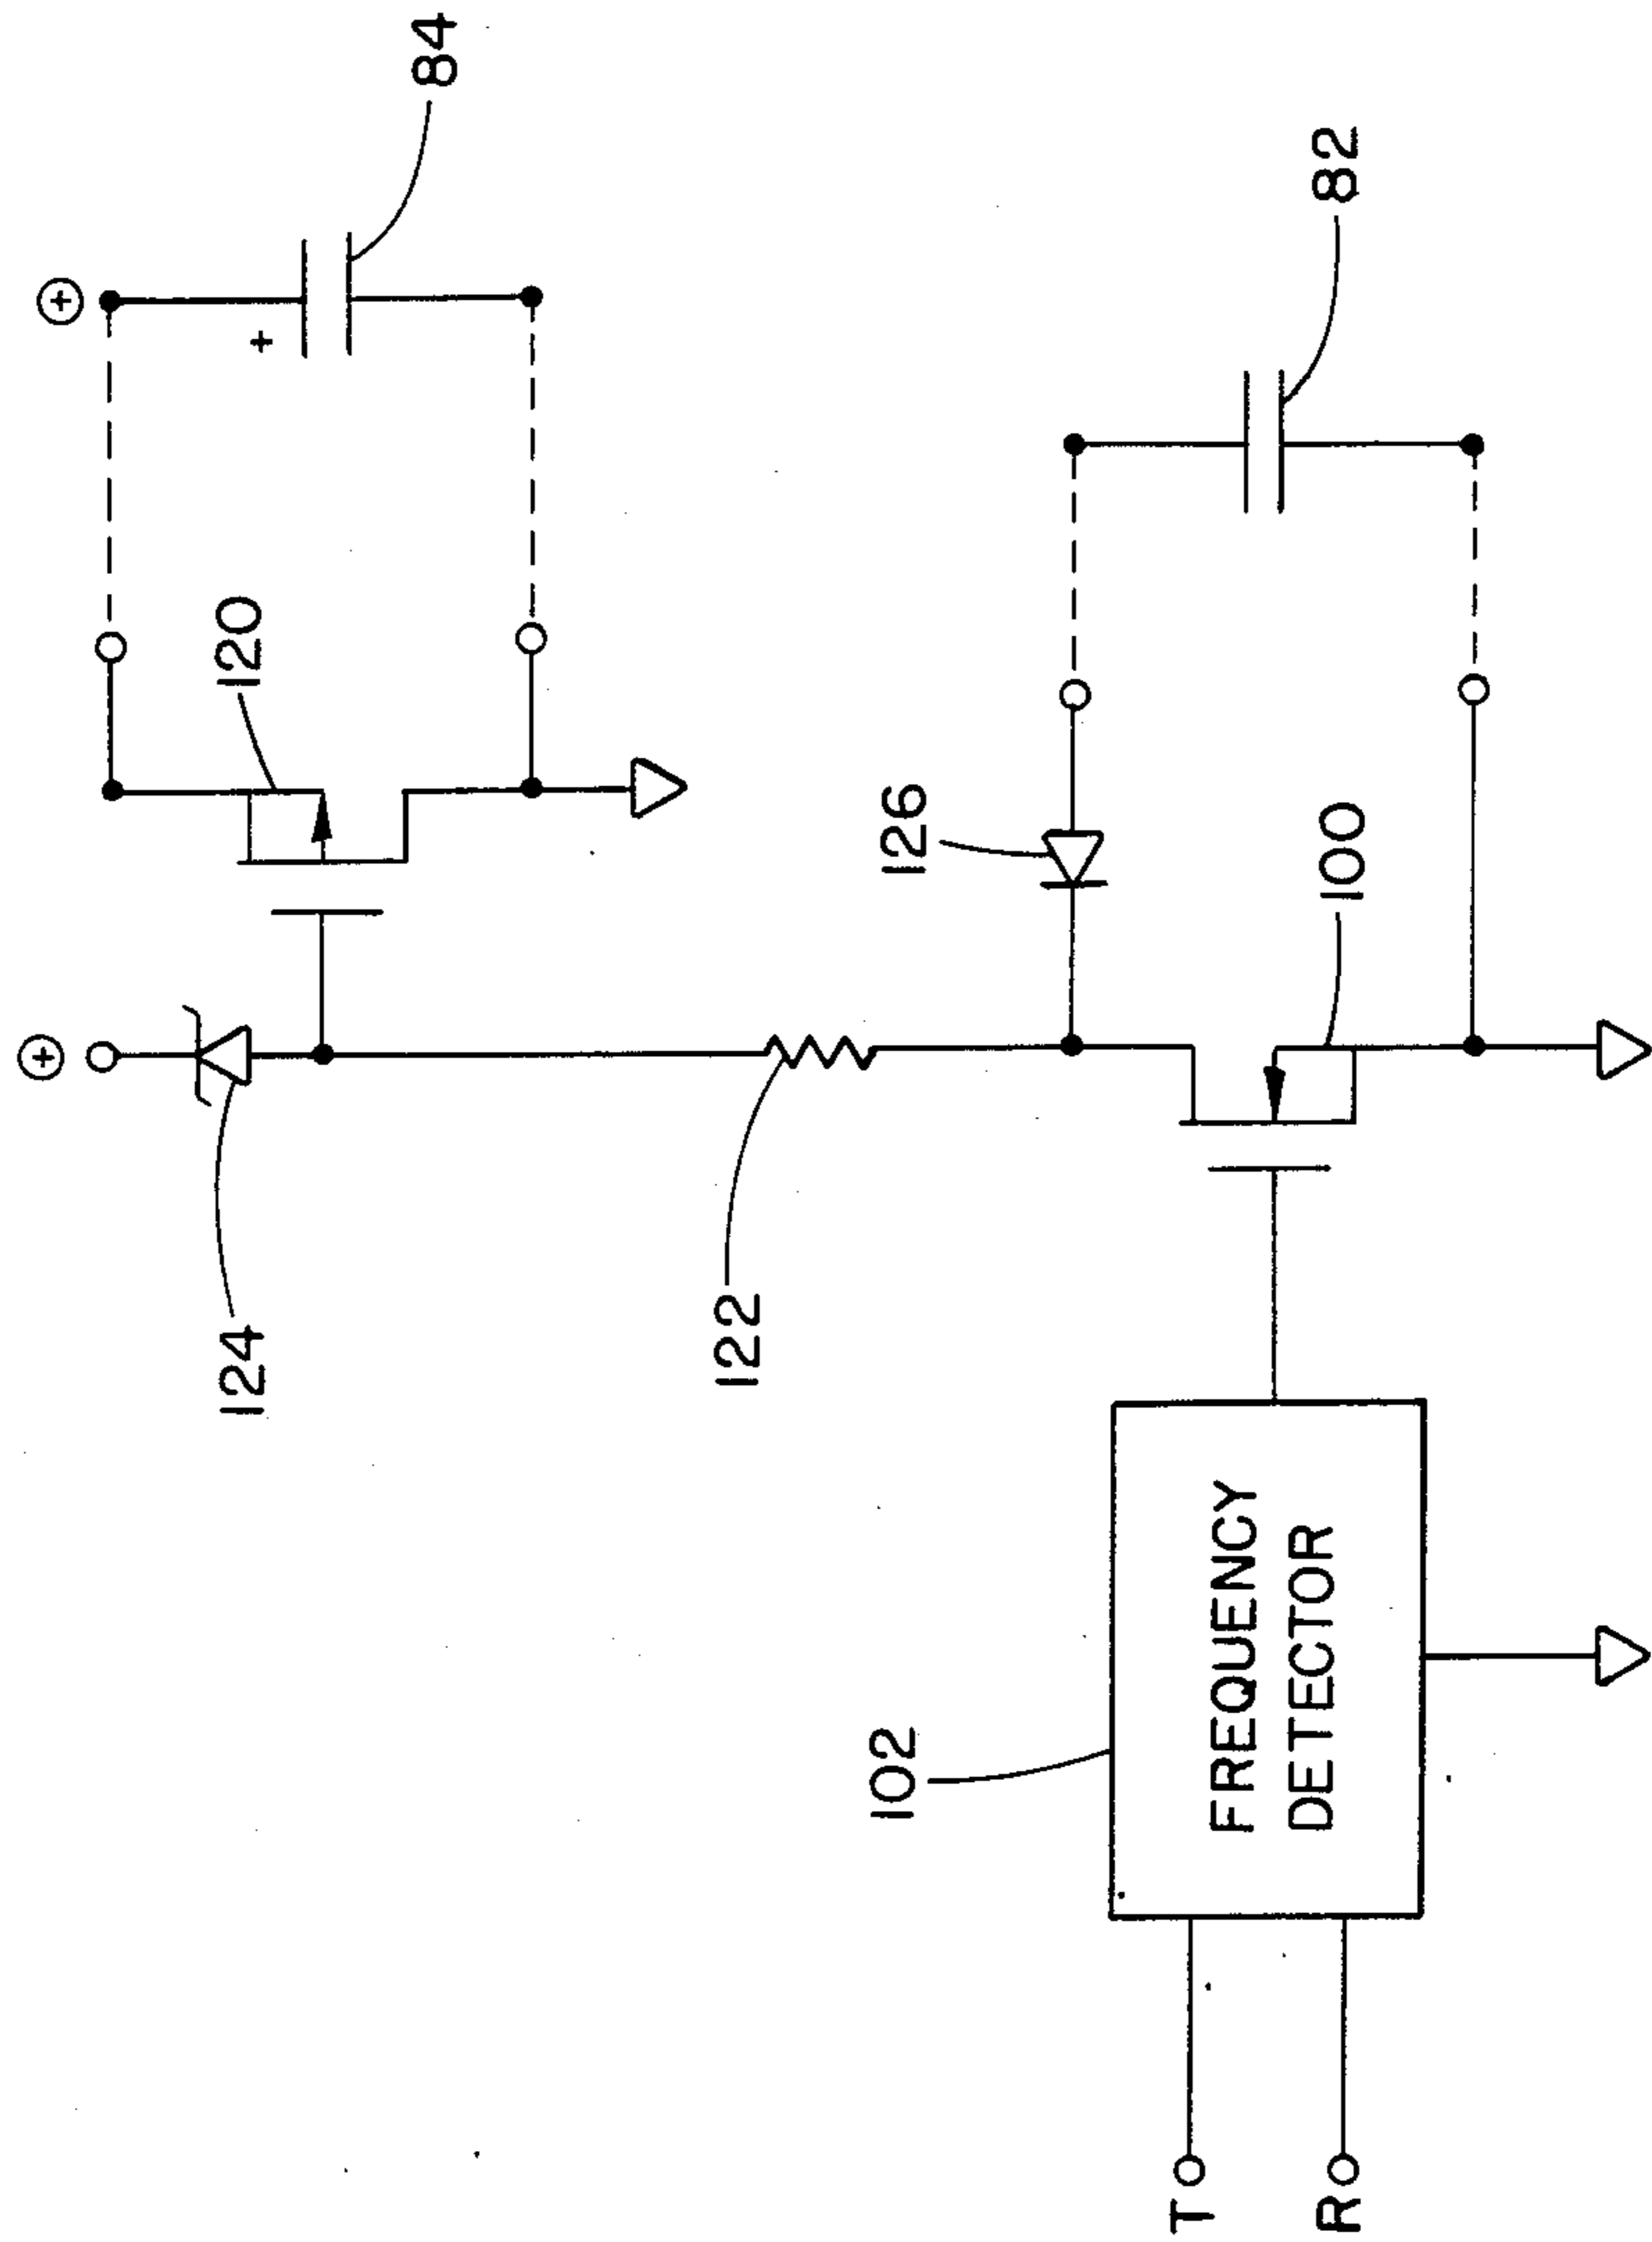 +
+
84
+
120
82
126
100
124
122
102
FREQUENCY
DETECTOR
T
R